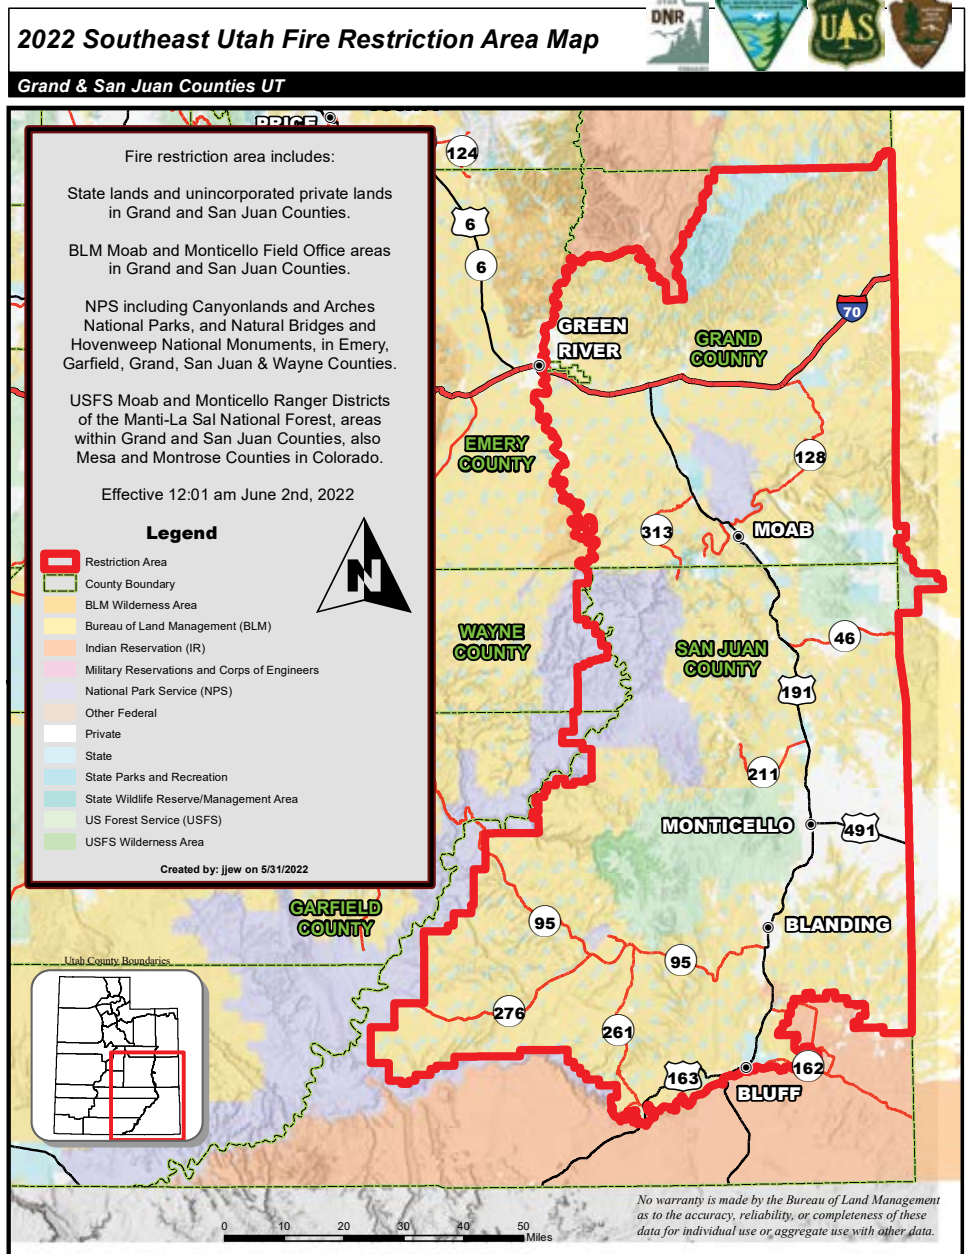 2022 Southeast Utah Fire Restriction Area Map
DNR
UAS
Grand & San Juan Counties UT
PRICE
Fire restriction area includes:
State lands and unincorporated private lands
in Grand and San Juan Counties.
BLM Moab and Monticello Field Office areas
in Grand and San Juan Counties.
NPS including Canyonlands and Arches
National Parks, and Natural Bridges and
Hovenweep National Monuments, in Emery,
Garfield, Grand, San Juan & Wayne Counties.
USFS Moab and Monticello Ranger Districts
of the Manti-La Sal National Forest, areas
within Grand and San Juan Counties, also
Mesa and Montrose Counties in Colorado.
Effective 12:01 am June 2nd, 2022
Legend
Restriction Area
County Boundary
BLM Wilderness Area
Bureau of Land Management (BLM)
Indian Reservation (IR)
Military Reservations and Corps of Engineers
National Park Service (NPS)
Other Federal
Private
State
State Parks and Recreation
State Wildlife Reserve/Management Area
US Forest Service (USFS)
USFS Wilderness Area
Created by: jjew on 5/31/2022
N
124
6
6
70
GREEN
RIVER
GRAND
COUNTY
EMERY
COUNTY
128
313
MOAB
WAYNE
COUNTY
SAN JUAN
COUNTY
46
191
211
MONTICELLO
491
GARFIELD
COUNTY
95
BLANDING
95
276
261
163
162
BLUFF
Utah County Boundaries
0 10 20 30 40 50
Miles
No warranty is made by the Bureau of Land Management
as to the accuracy, reliability, or completeness of these
data for individual use or aggregate use with other data.